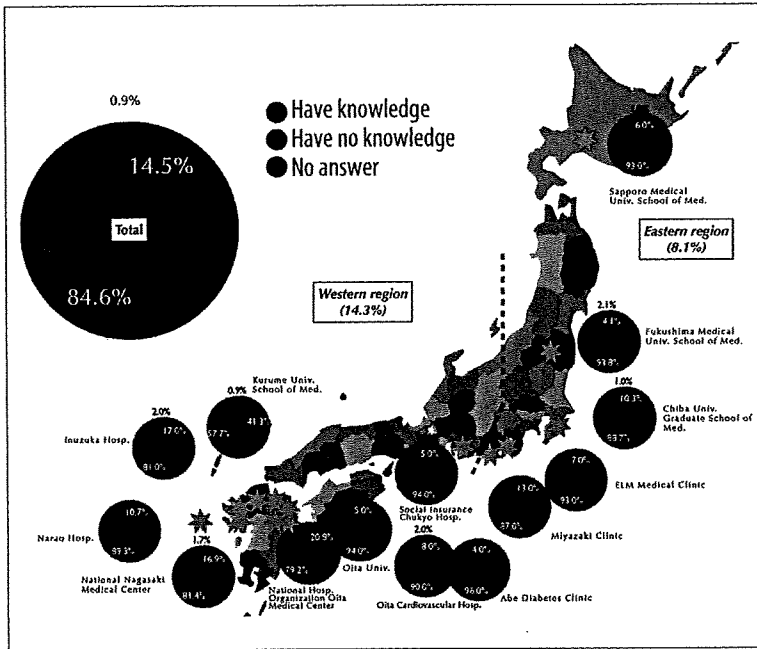 0.9%
14.5%
Total
84.6%
Have knowledge
Have no knowledge
No answer
6.0%
93.0%
Sapporo Medical
Univ. School of Med.
Eastern region
(8.1%)
Western region
(14.3%)
2.1%
4.1%
93.8%
Fukushima Medical
Univ. School of Med.
1.0%
10.3%
88.7%
Chiba Univ.
Graduate School of
Med.
7.0%
93.0%
ELM Medical Clinic
13.0%
87.0%
Miyazaki Clinic
Kurume Univ.
School of Med.
0.9%
41.3%
57.7%
2.0%
17.0%
81.0%
Inuzuka Hosp.
5.0%
94.0%
Social Insurance
Chukyo Hosp.
10.7%
89.3%
Narao Hosp.
1.7%
16.9%
81.4%
National Nagasaki
Medical Center
20.8%
79.2%
National Hosp.
Organization Oita
Medical Center
5.0%
94.0%
Oita Univ.
2.0%
8.0%
90.0%
Oita Cardiovascular Hosp.
4.0%
96.0%
Abe Diabetes Clinic